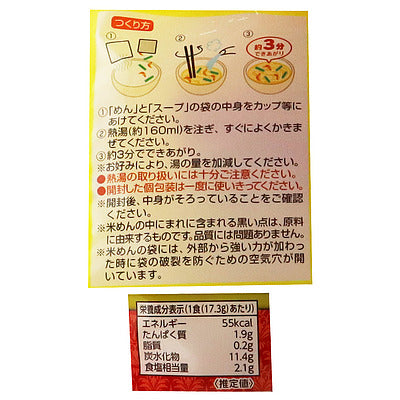 つくり方
① ② ③
約3分
できあがり
①「めん」と「スープ」の袋の中身をカップ等に
あけてください。
②熱湯(約160ml)を注ぎ、すぐによくかきま
ぜてください。
③約3分でできあがり。
※お好みにより、湯の量を加減してください。
●熱湯の取り扱いには十分ご注意ください。
●開封した個包装は一度に使いきってください。
※開封後、中身がそろっていることをご確認
ください。
※米めんの中にまれに含まれる黒い点は、原料
に由来するものです。品質には問題ありません。
※米めんの袋には、外部から強い力が加わっ
た時に袋の破裂を防ぐための空気穴が開
いています。
栄養成分表示(1食(17.3g)あたり)
エネルギー 55kcal
たんぱく質 1.9g
脂質 0.2g
炭水化物 11.4g
食塩相当量 2.1g
〈推定値〉